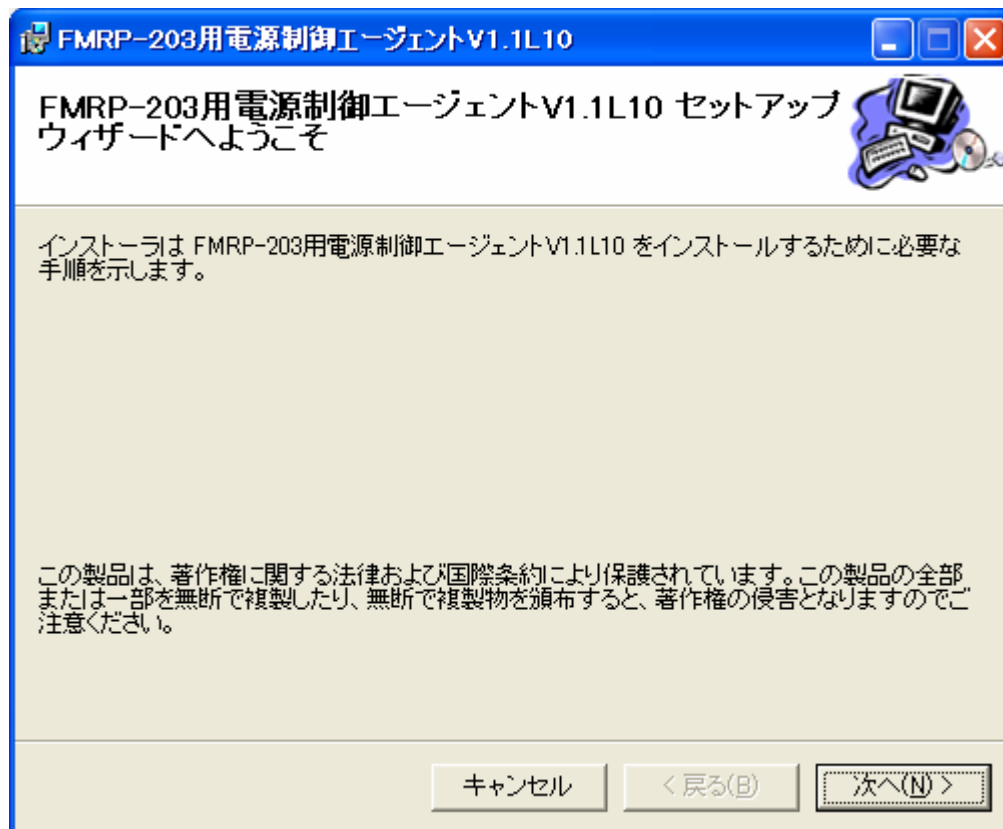 FMRP-203用電源制御エージェントV1.1L10
FMRP-203用電源制御エージェントV1.1L10 セットアップ
ウィザードへようこそ
インストーラは FMRP-203用電源制御エージェントV1.1L10 をインストールするために必要な
手順を示します。
この製品は、著作権に関する法律および国際条約により保護されています。この製品の全部
または一部を無断で複製したり、無断で複製物を頒布すると、著作権の侵害となりますのでご
注意ください。
キャンセル
< 戻る(B)
次へ(N) >